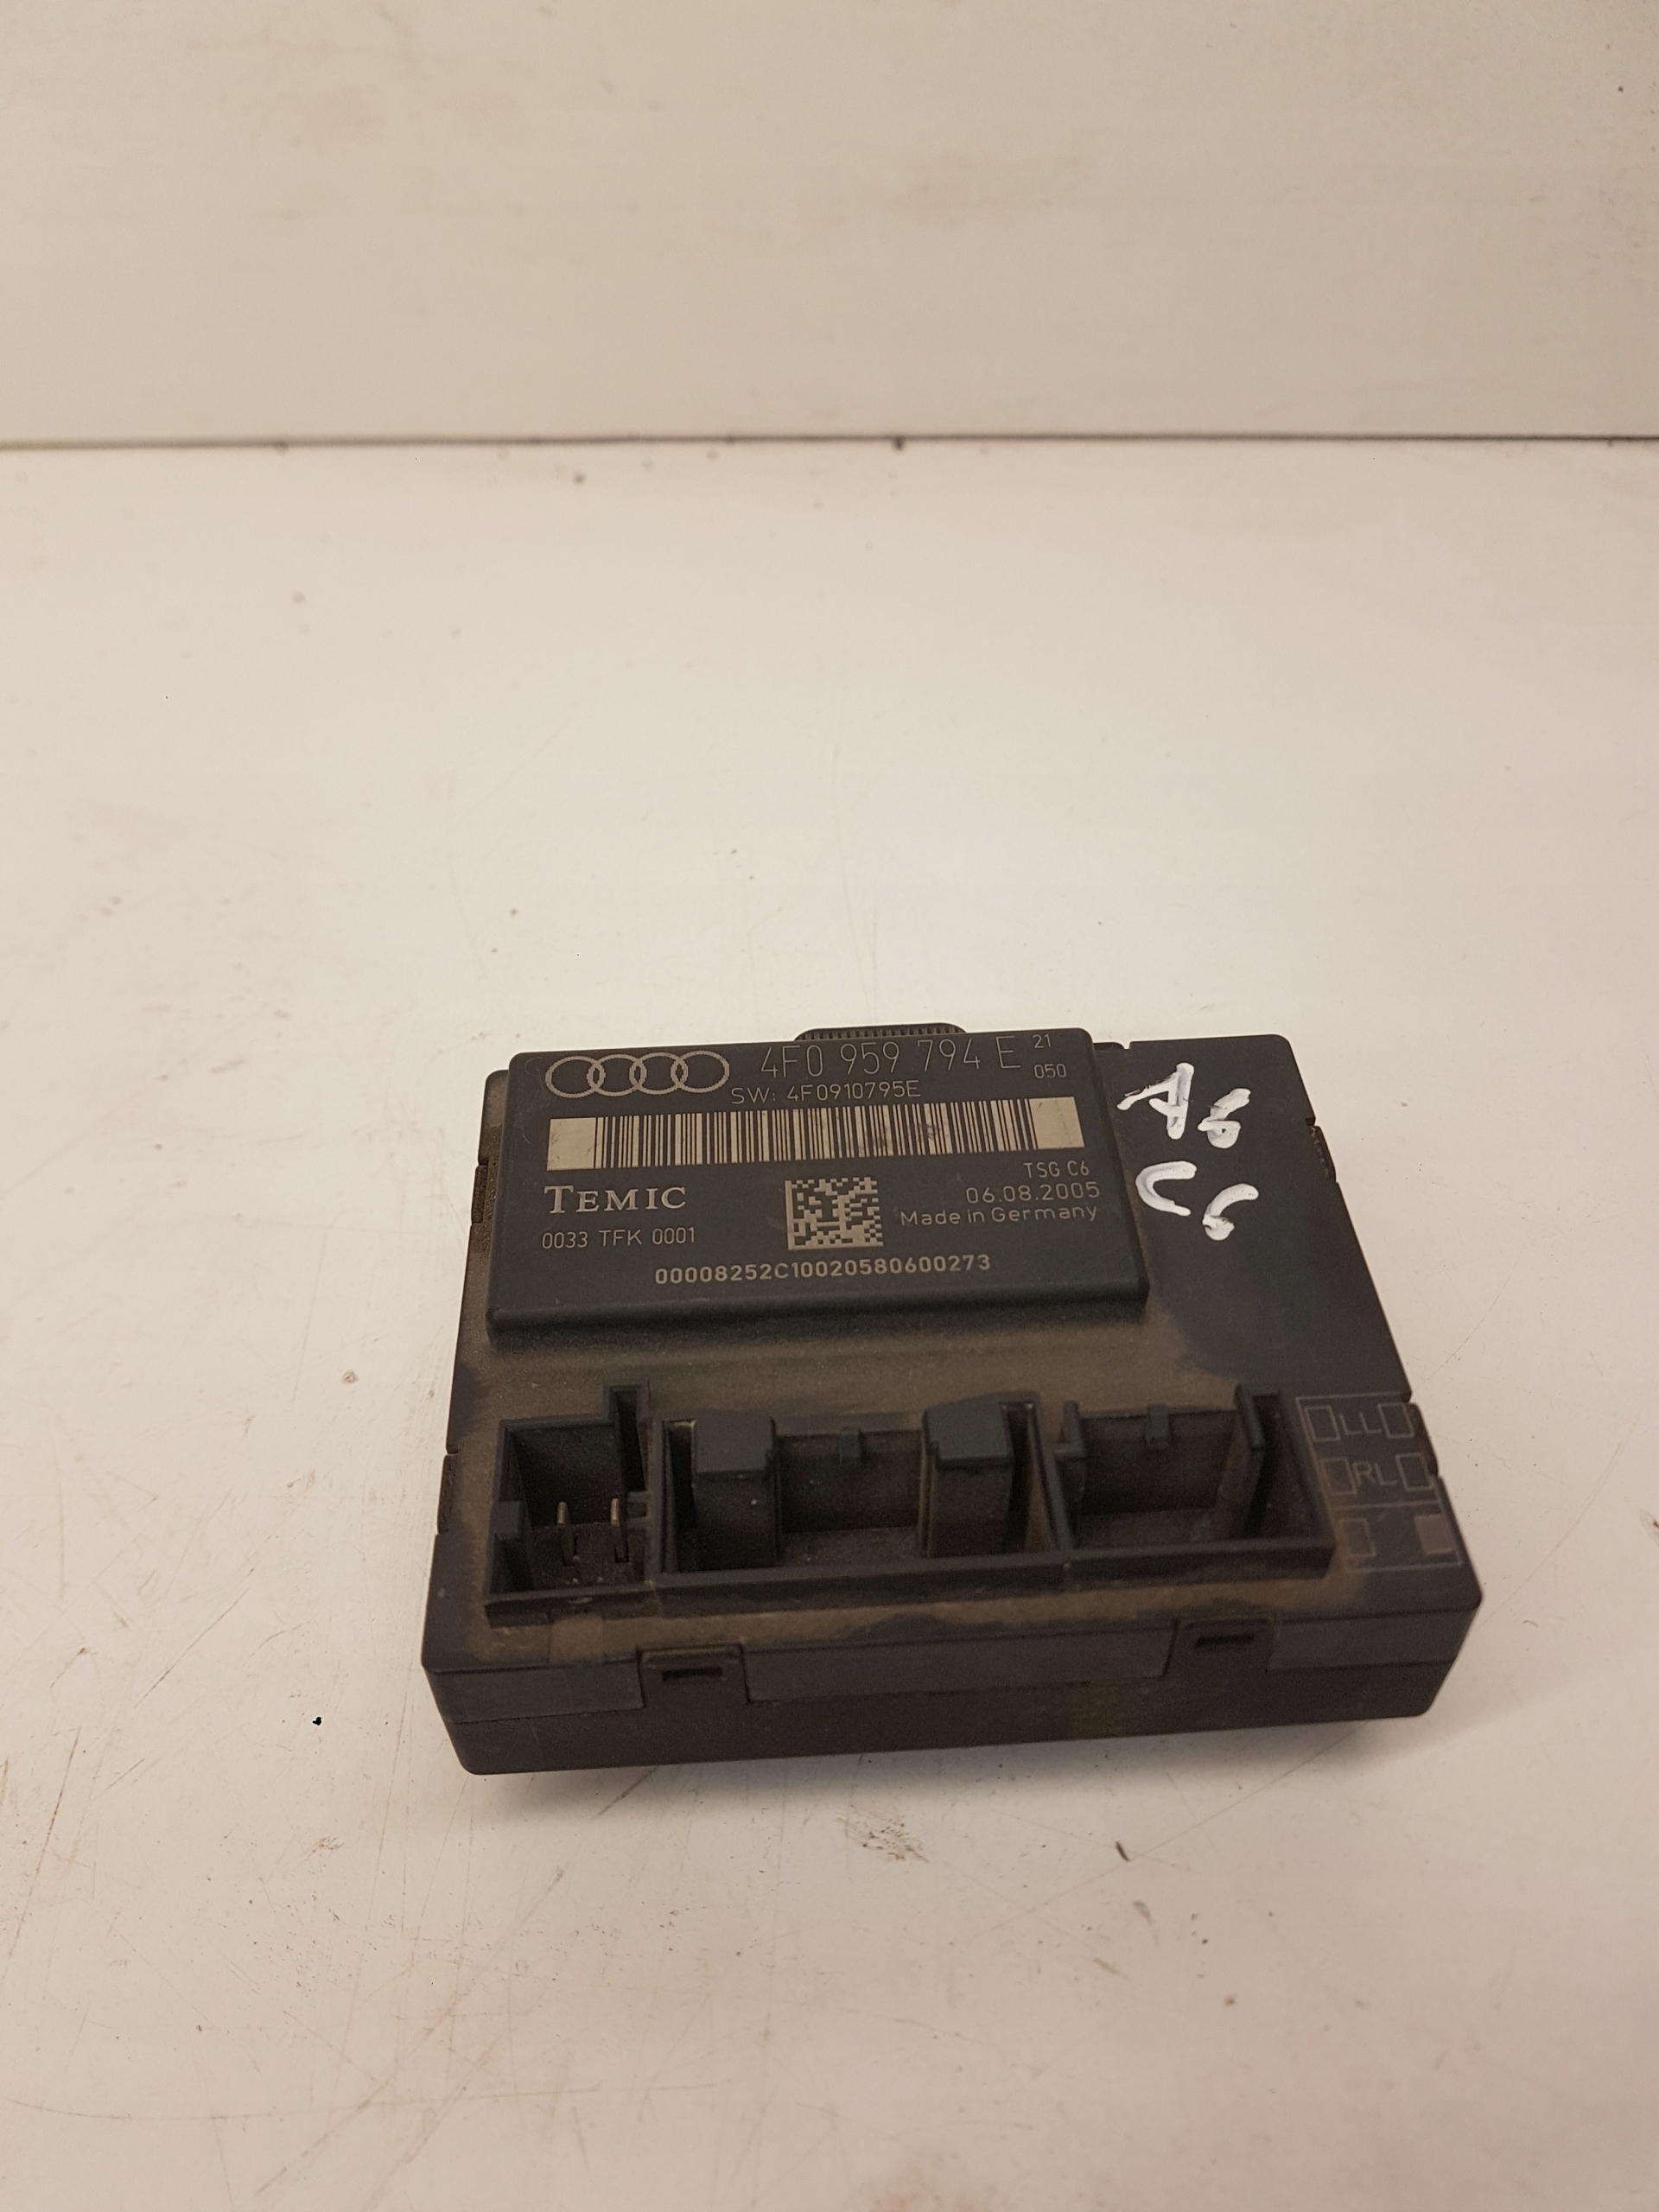 4F0 959 794 E 21
050
SW: 4F0910795E
TSG C6
TEMIC
06.08.2005
Made in Germany
0033 TFK 0001
00008252C10020580600273
A6
C6
LL
RL